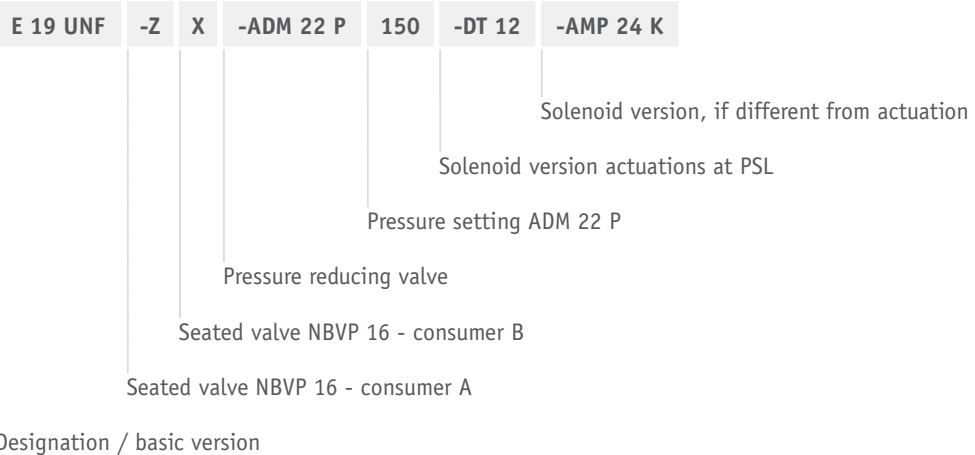 E 19 UNF -Z X -ADM 22 P 150 -DT 12 -AMP 24 K
Solenoid version, if different from actuation
Solenoid version actuations at PSL
Pressure setting ADM 22 P
Pressure reducing valve
Seated valve NBVP 16 - consumer B
Seated valve NBVP 16 - consumer A
Designation / basic version